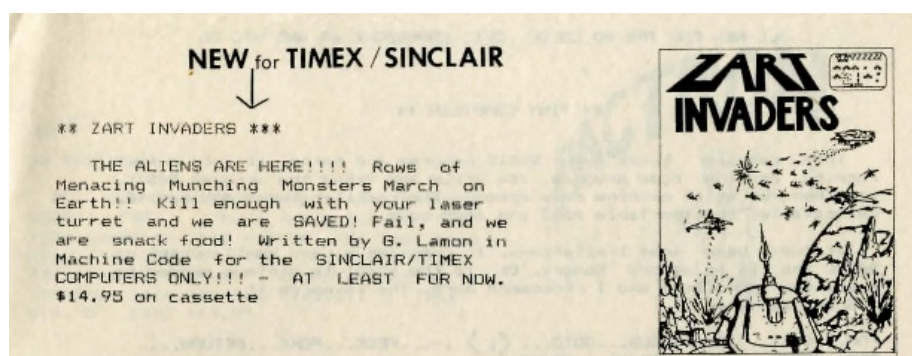 NEW for TIMEX / SINCLAIR
** ZART INVADERS ***
THE ALIENS ARE HERE!!!! Rows of
Menacing Munching Monsters March on
Earth!! Kill enough with your laser
turret and we are SAVED! Fail, and we
are snack food! Written by G. Lamon in
Machine Code for the SINCLAIR/TIMEX
COMPUTERS ONLY!!! - AT LEAST FOR NOW.
$14.95 on cassette
ZART
INVADERS